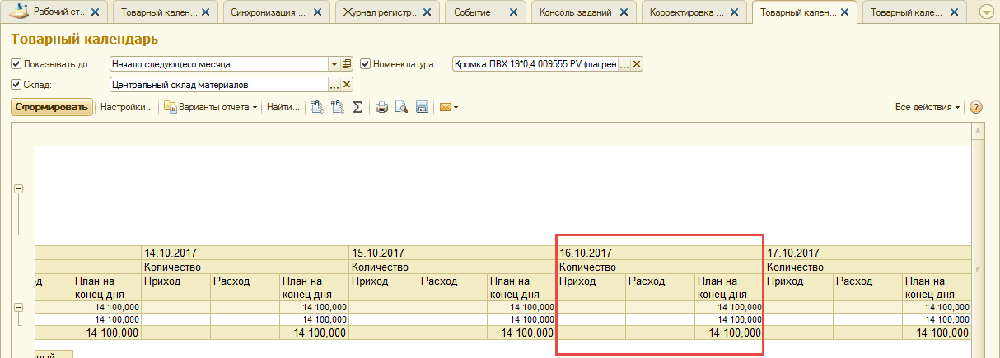 Рабочий ст... Товарный кален... Синхронизация ... Журнал регистр... Событие Консоль заданий Корректировка ... Товарный кален... Товарный кале...
Товарный календарь
Показывать до: Начало следующего месяца Номенклатура: Кромка ПВХ 19*0,4 009555 PV (шагрен ...
Склад: Центральный склад материалов ...
Сформировать Настройки... Варианты отчета Найти... Все действия
14.10.2017 15.10.2017 16.10.2017 17.10.2017
Количество Количество Количество Количество
План на Приход Расход План на Приход Расход План на Приход Расход План на Приход Расход План на
конец дня конец дня конец дня конец дня конец дня
14 100,000 14 100,000 14 100,000 14 100,000 14 100,000
14 100,000 14 100,000 14 100,000 14 100,000 14 100,000
14 100,000 14 100,000 14 100,000 14 100,000 14 100,000